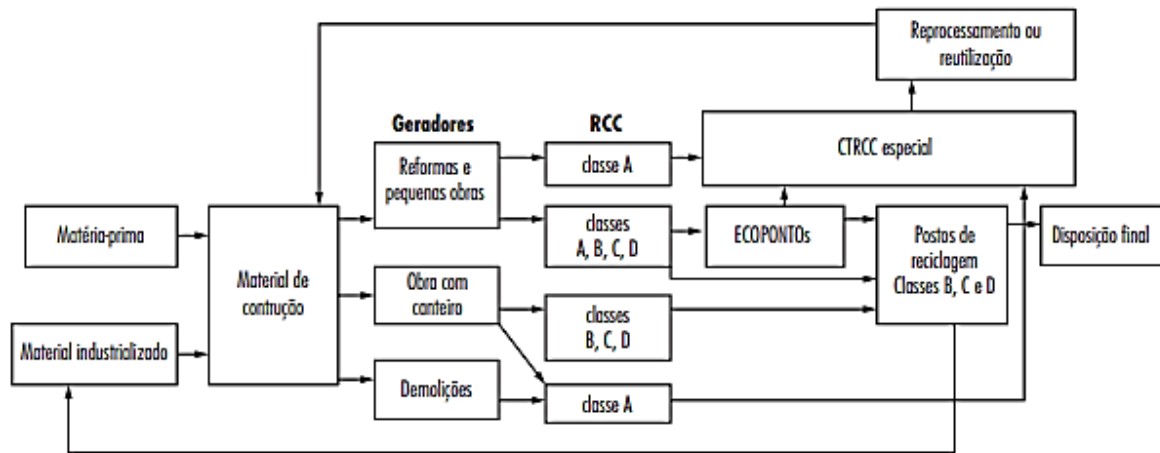 Reprocessamento ou
reutilização
Geradores
RCC
Reformas e
pequenas obras
classe A
CTRCC especial
Matéria-prima
Material de
contrução
classes
A, B, C, D
ECOPONTOs
Postos de
reciclagem
Classes B, C e D
Disposição final
Obra com
canteiro
classes
B, C, D
Material industrializado
Demolições
classe A